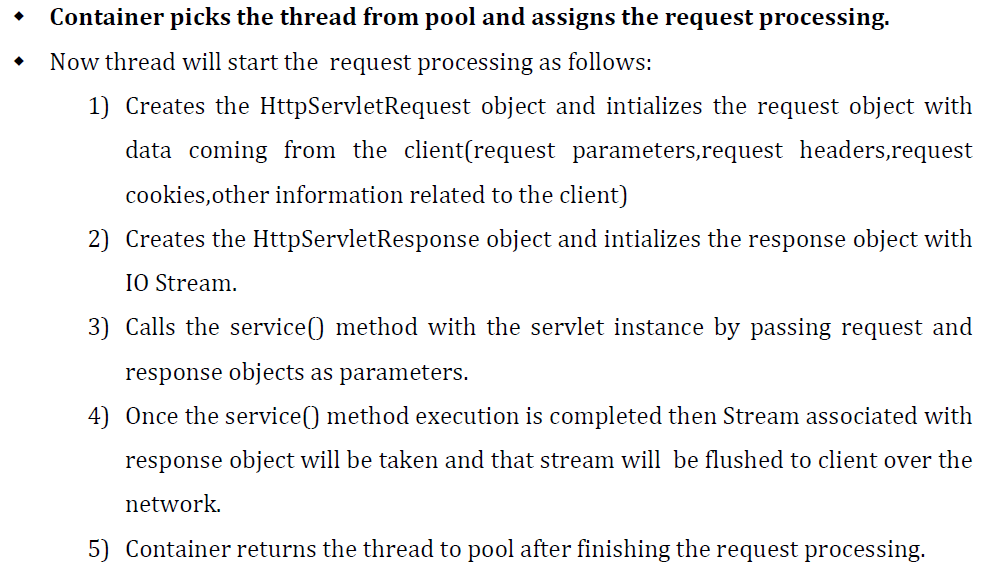 ◆ Container picks the thread from pool and assigns the request processing.
◆ Now thread will start the request processing as follows:
1) Creates the HttpServletRequest object and intializes the request object with
data coming from the client(request parameters,request headers,request
cookies,other information related to the client)
2) Creates the HttpServletResponse object and intializes the response object with
IO Stream.
3) Calls the service() method with the servlet instance by passing request and
response objects as parameters.
4) Once the service() method execution is completed then Stream associated with
response object will be taken and that stream will be flushed to client over the
network.
5) Container returns the thread to pool after finishing the request processing.